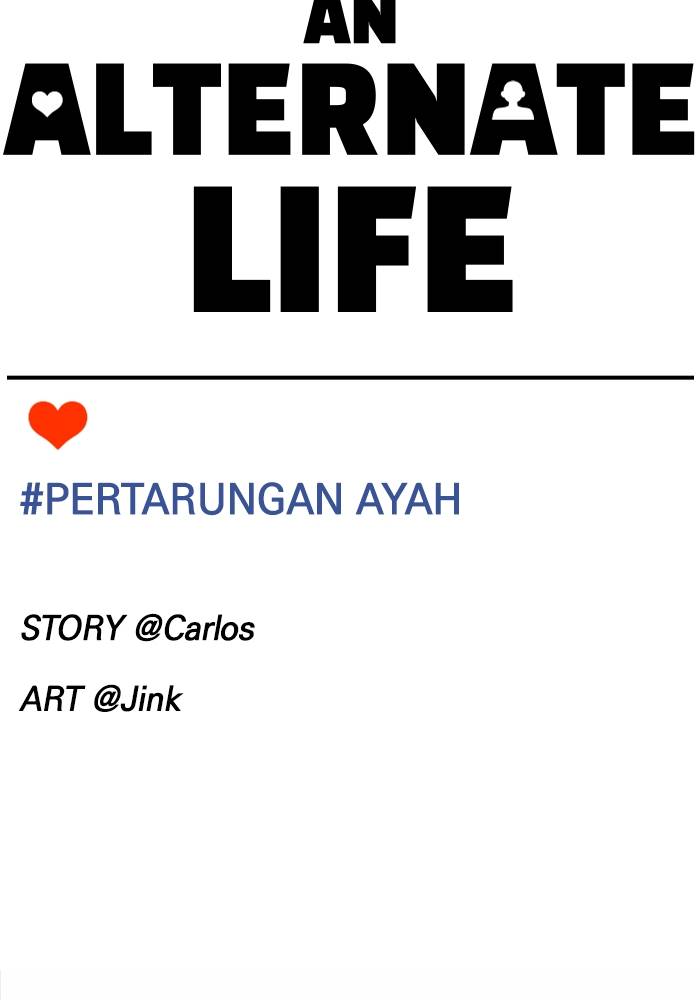 AN
ALTERNATE
LIFE
#PERTARUNGAN AYAH
STORY @Carlos
ART @Jink